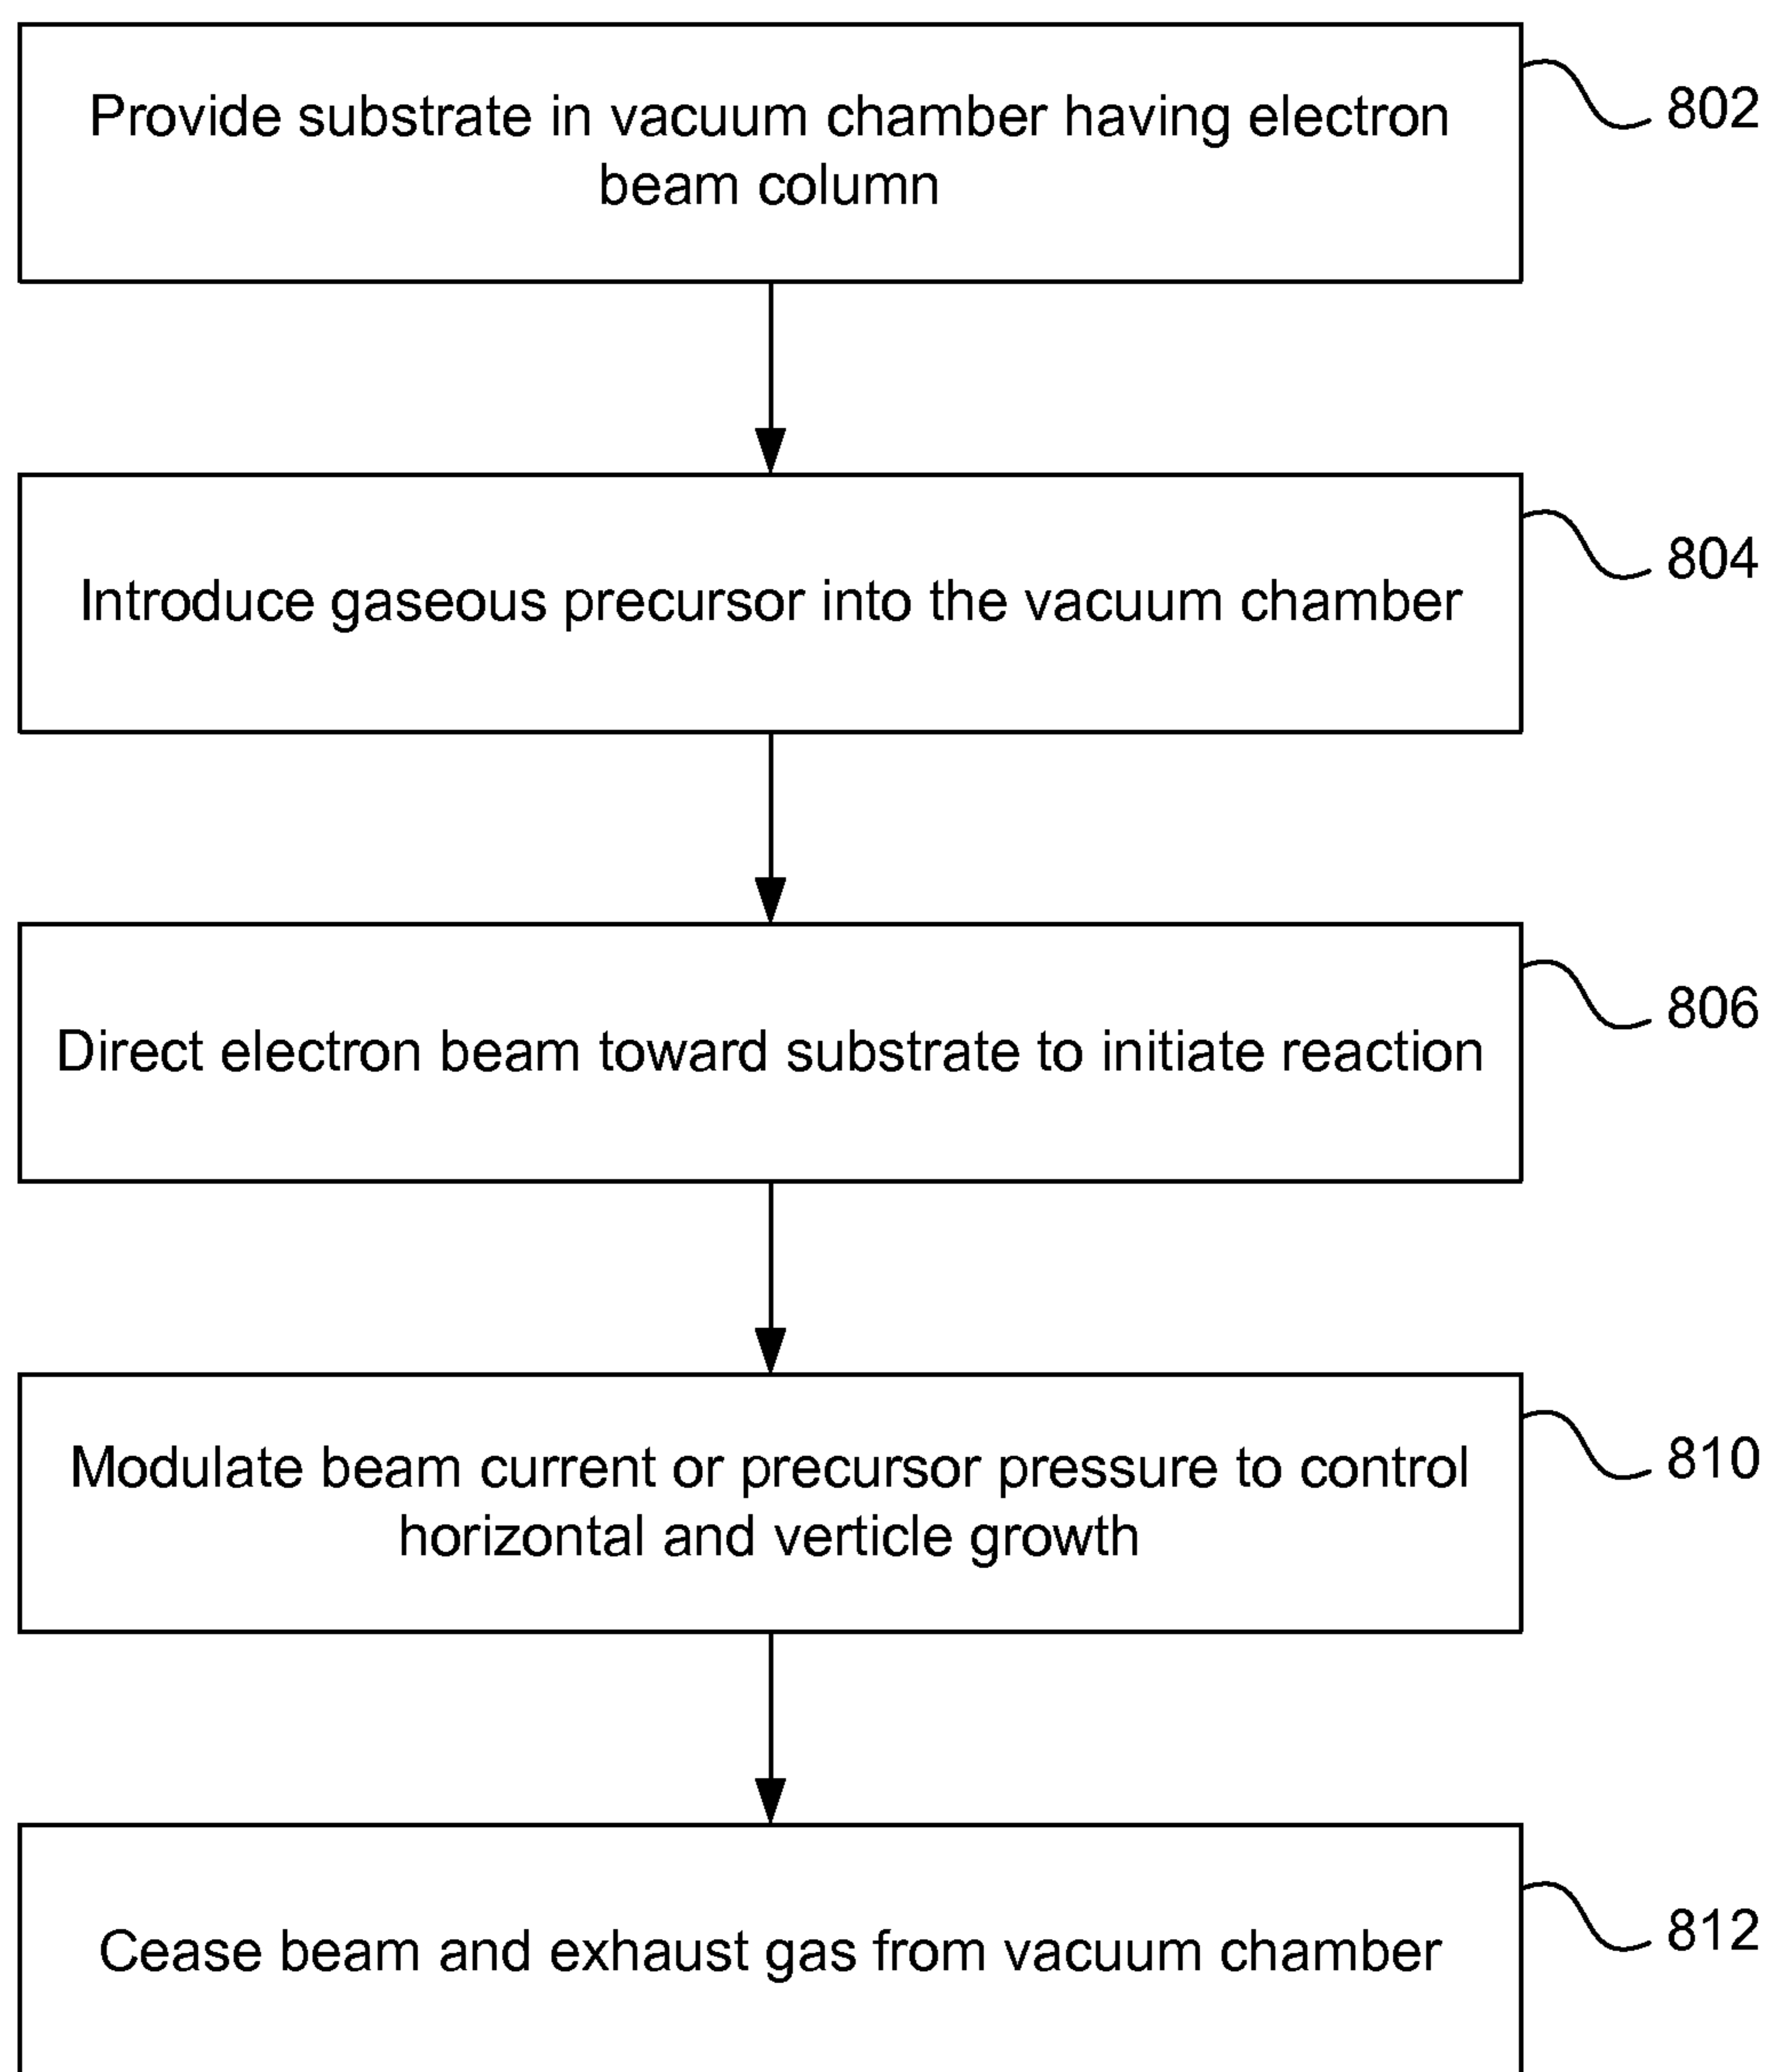 Provide substrate in vacuum chamber having electron
beam column
802
Introduce gaseous precursor into the vacuum chamber
804
Direct electron beam toward substrate to initiate reaction
806
Modulate beam current or precursor pressure to control
horizontal and verticle growth
810
Cease beam and exhaust gas from vacuum chamber
812